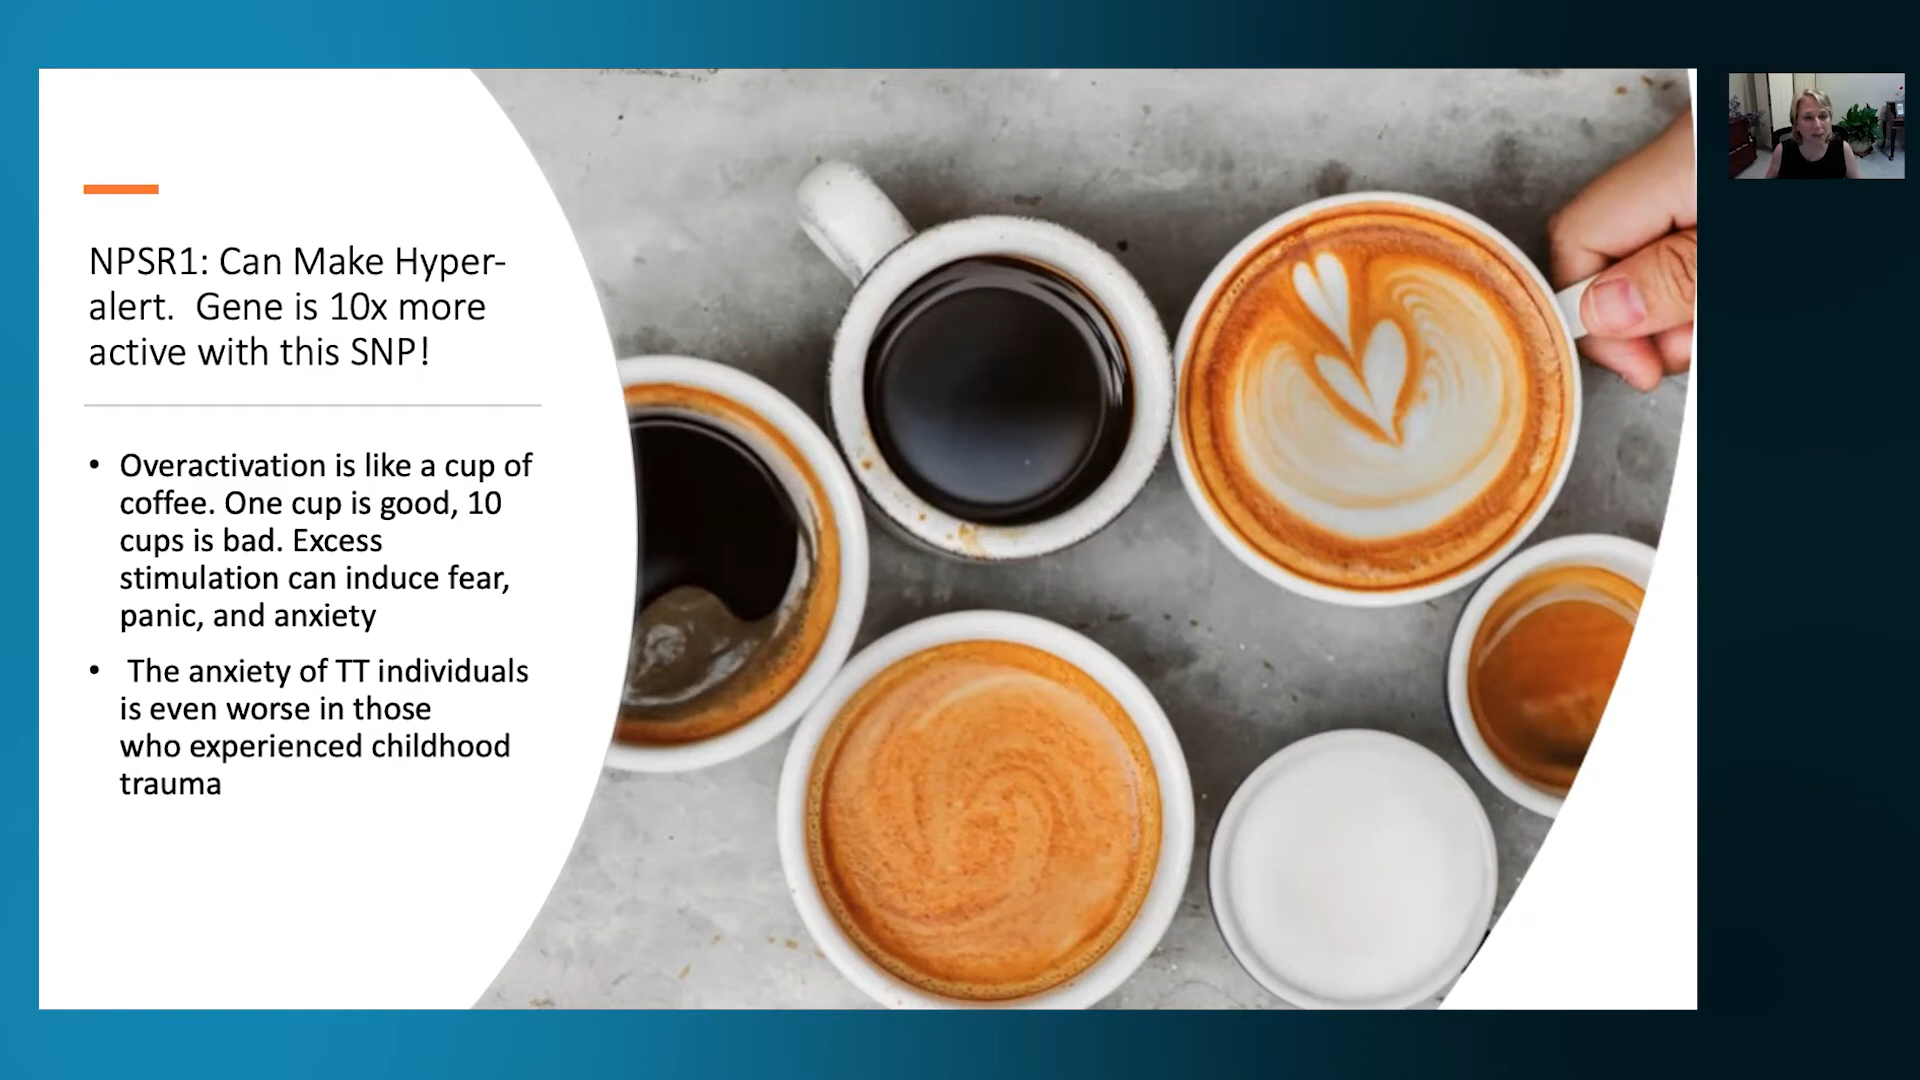 NPSR1: Can Make Hyper-
alert.  Gene is 10x more
active with this SNP!
• Overactivation is like a cup of
coffee. One cup is good, 10
cups is bad. Excess
stimulation can induce fear,
panic, and anxiety
•  The anxiety of TT individuals
is even worse in those
who experienced childhood
trauma